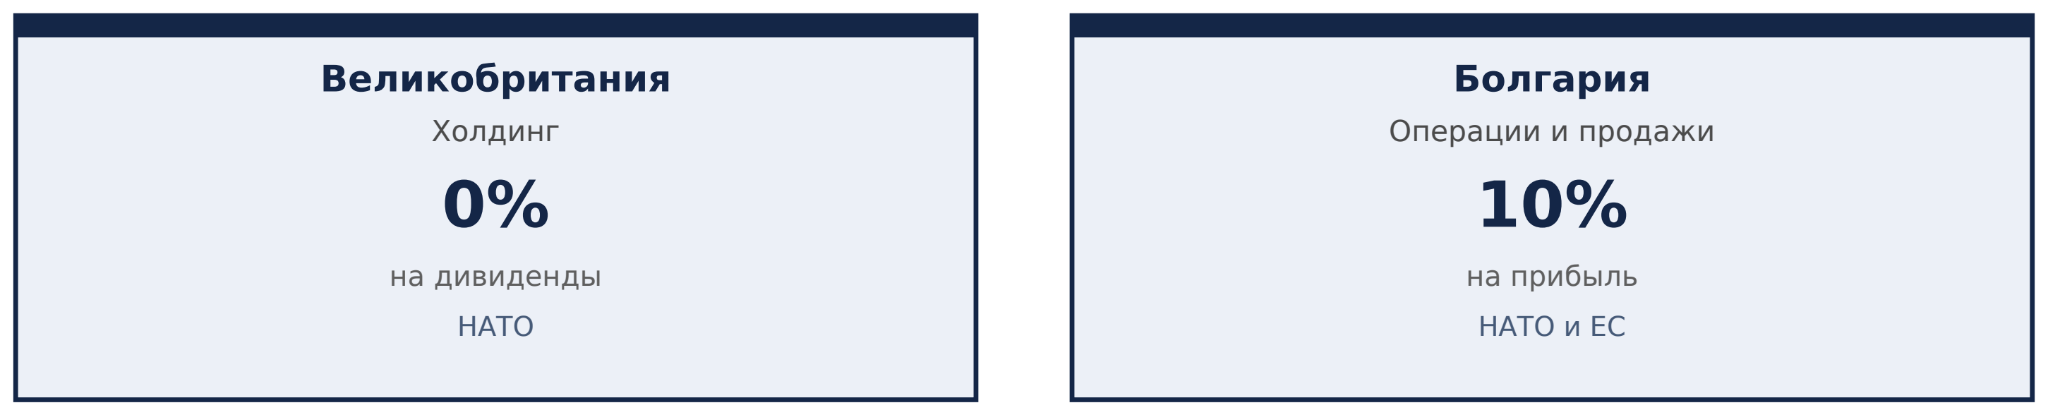 Великобритания
Холдинг
0%
на дивиденды
НАТО
Болгария
Операции и продажи
10%
на прибыль
НАТО и ЕС